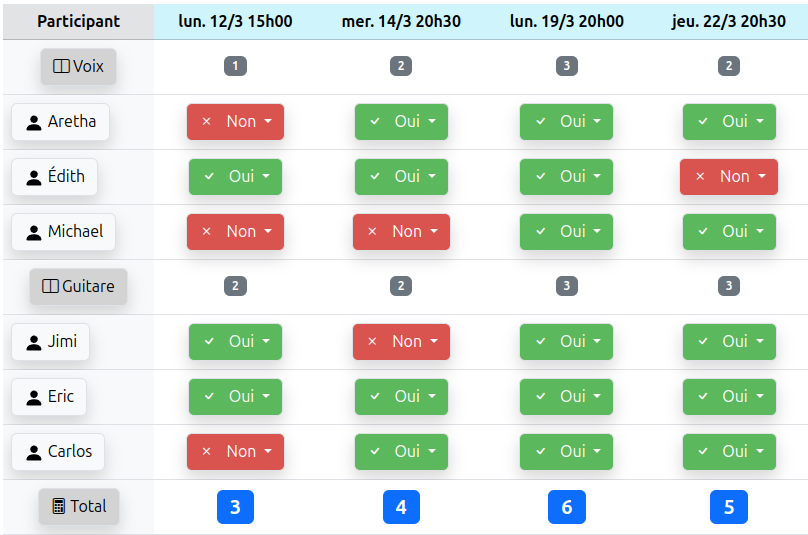 Participant lun. 12/3 15h00 mer. 14/3 20h30 lun. 19/3 20h00 jeu. 22/3 20h30
Voix 1 2 3 2
Aretha Non Oui Oui Oui
Édith Oui Oui Oui Non
Michael Non Non Oui Oui
Guitare 2 2 3 3
Jimi Oui Non Oui Oui
Eric Oui Oui Oui Oui
Carlos Non Oui Oui Oui
Total 3 4 6 5